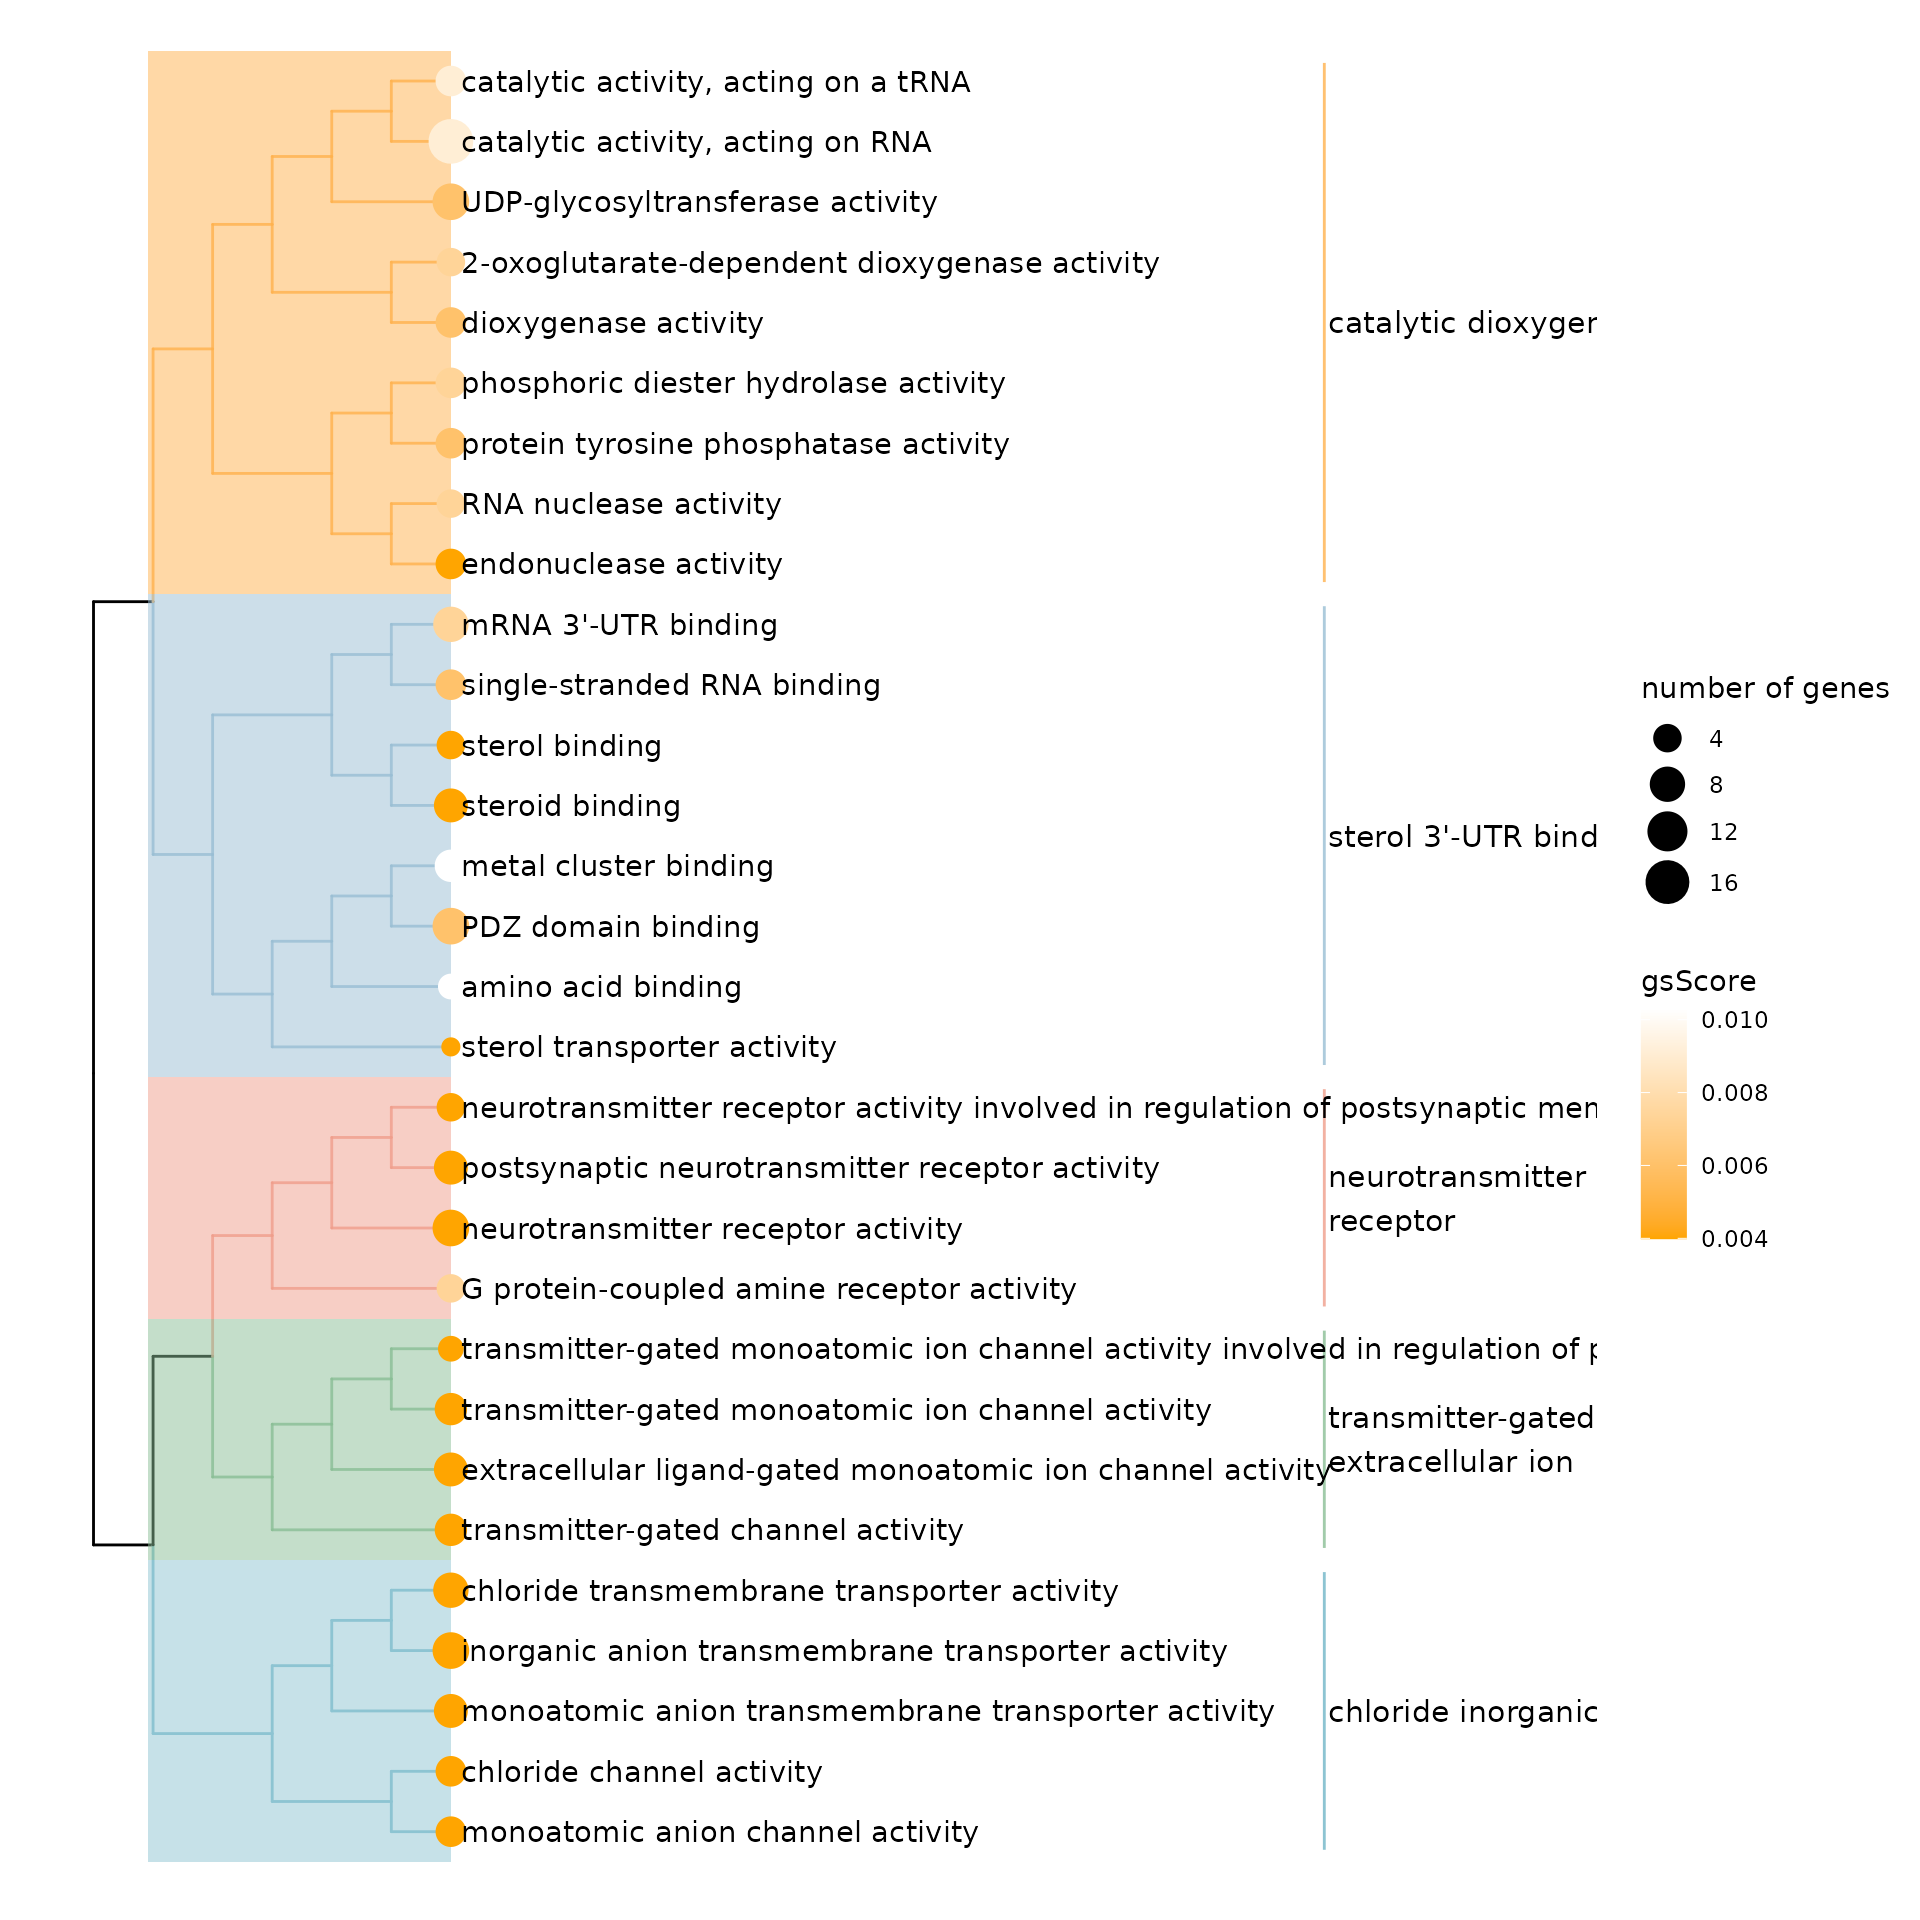 catalytic activity, acting on a tRNA
catalytic activity, acting on RNA
UDP-glycosyltransferase activity
2-oxoglutarate-dependent dioxygenase activity
dioxygenase activity
phosphoric diester hydrolase activity
protein tyrosine phosphatase activity
RNA nuclease activity
endonuclease activity
mRNA 3'-UTR binding
single-stranded RNA binding
sterol binding
steroid binding
metal cluster binding
PDZ domain binding
amino acid binding
sterol transporter activity
neurotransmitter receptor activity involved in regulation of postsynaptic
postsynaptic neurotransmitter receptor activity
neurotransmitter receptor activity
G protein-coupled amine receptor activity
transmitter-gated monoatomic ion channel activity involved in regulation of
transmitter-gated monoatomic ion channel activity
extracellular ligand-gated monoatomic ion channel activity
transmitter-gated channel activity
chloride transmembrane transporter activity
inorganic anion transmembrane transporter activity
monoatomic anion transmembrane transporter activity
chloride channel activity
monoatomic anion channel activity
catalytic
sterol 3'-UTR bind
neurotransmitter
receptor
transmitter-gated
extracellular ion
chloride inorganic
number of genes
4
8
12
16
gsScore
0.010
0.008
0.006
0.004